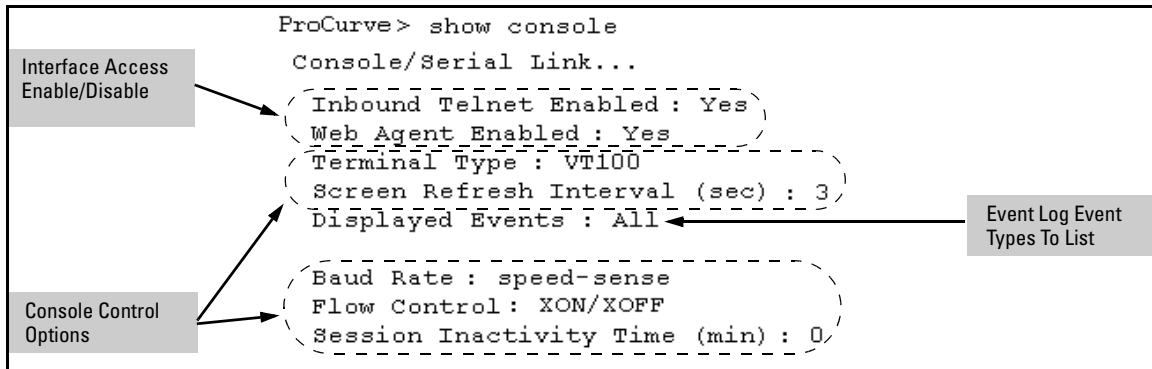 ProCurve> show console
Console/Serial Link...
Interface Access
Enable/Disable
Inbound Telnet Enabled : Yes
Web Agent Enabled : Yes
Terminal Type : VT100
Screen Refresh Interval (sec) : 3
Displayed Events : All
Event Log Event
Types To List
Baud Rate : speed-sense
Flow Control : XON/XOFF
Session Inactivity Time (min) : 0
Console Control
Options